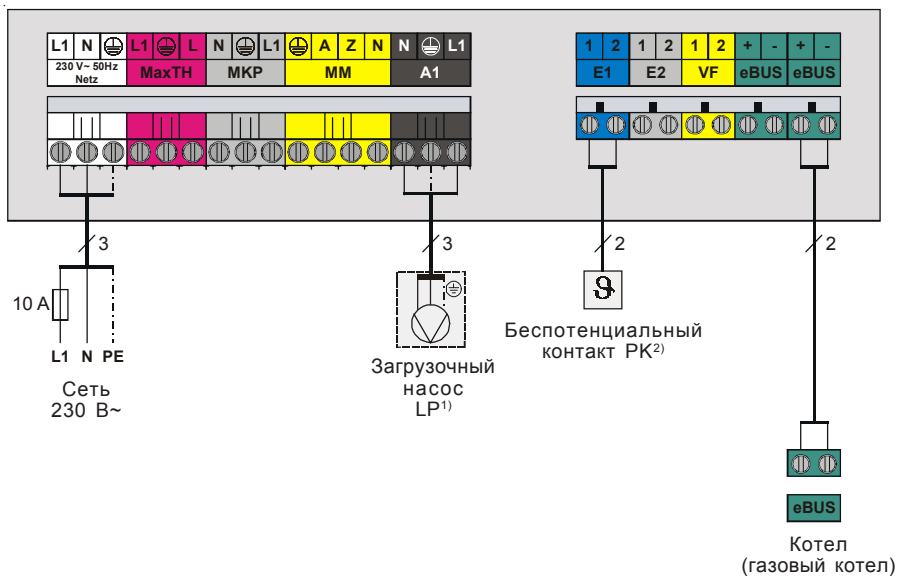 L1 N L1 L N L1 A Z N N L1
230 V~ 50Hz
Netz
MaxTH MKP MM A1
1 2 1 2 1 2 + - + -
E1 E2 VF eBUS eBUS
3
3
2
2
10 A
L1 N PE
Сеть
230 В~
Загрузочный
насос
LP1)
Беспотенциальный
контакт РК2)
eBUS
Котел
(газовый котел)